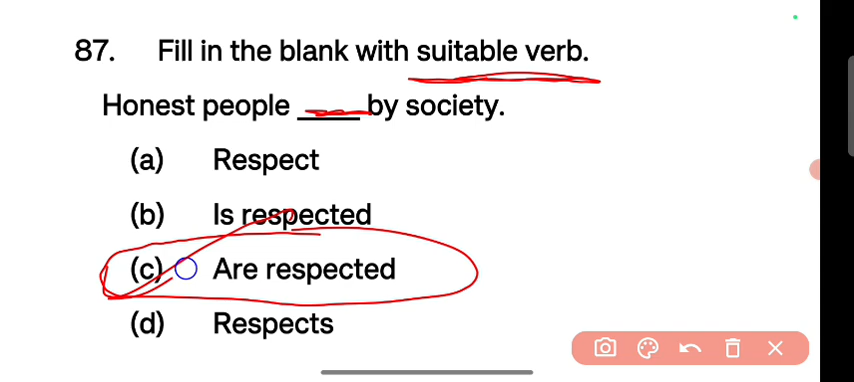 87. Fill in the blank with suitable verb.
Honest people ____ by society.
(a) Respect
(b) Is respected
(c) Are respected
(d) Respects